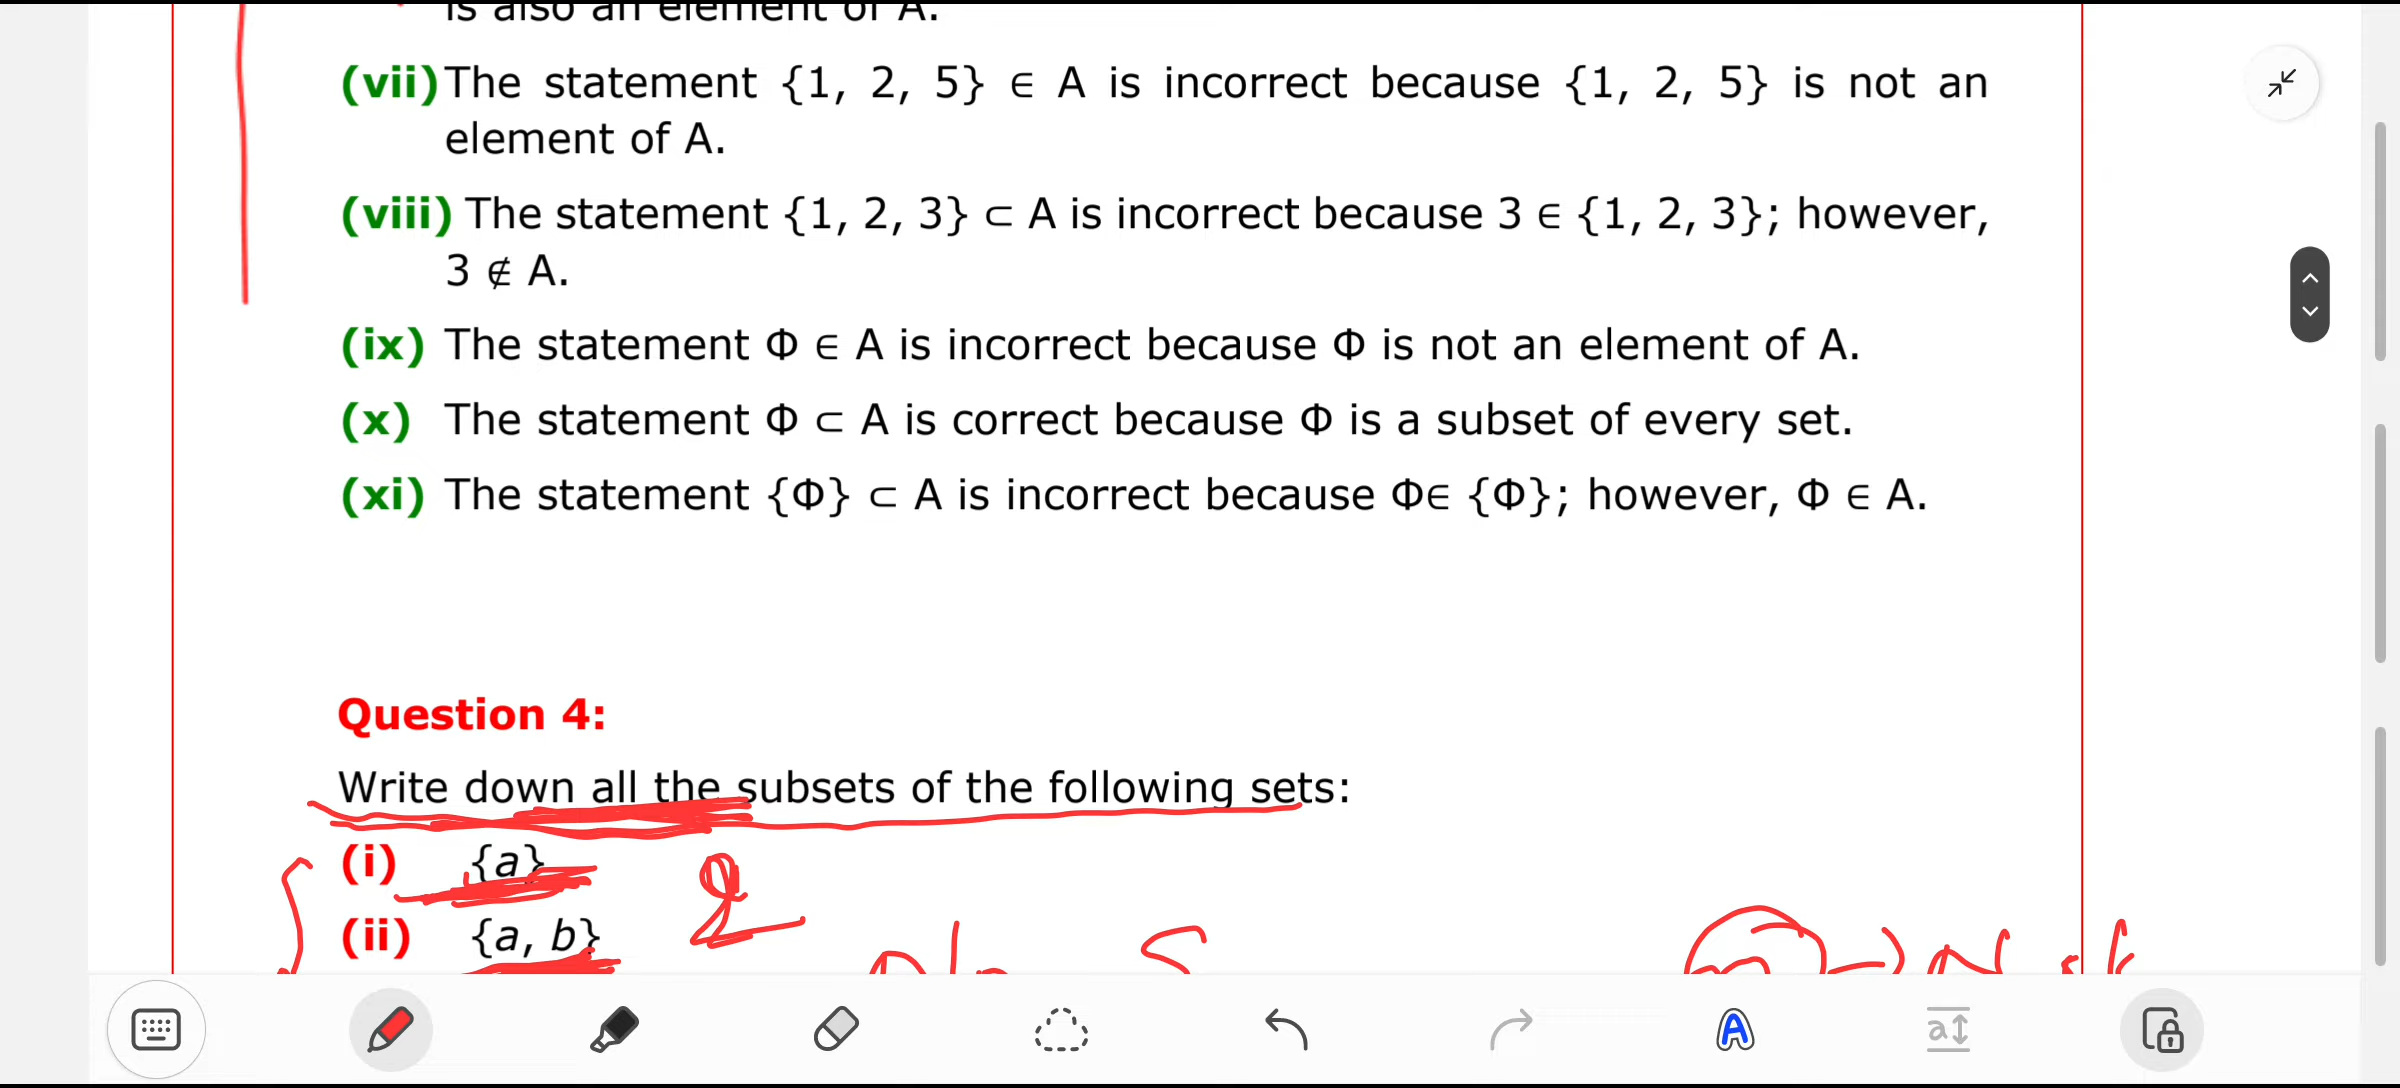 is also an element of A.
(vii) The statement {1, 2, 5} ∈ A is incorrect because {1, 2, 5} is not an
element of A.
(viii) The statement {1, 2, 3} ⊂ A is incorrect because 3 ∈ {1, 2, 3}; however,
3 ∉ A.
(ix) The statement Φ ∈ A is incorrect because Φ is not an element of A.
(x) The statement Φ ⊂ A is correct because Φ is a subset of every set.
(xi) The statement {Φ} ⊂ A is incorrect because Φ∈ {Φ}; however, Φ ∈ A.
Question 4:
Write down all the subsets of the following sets:
(i) {a}
(ii) {a, b}
A a